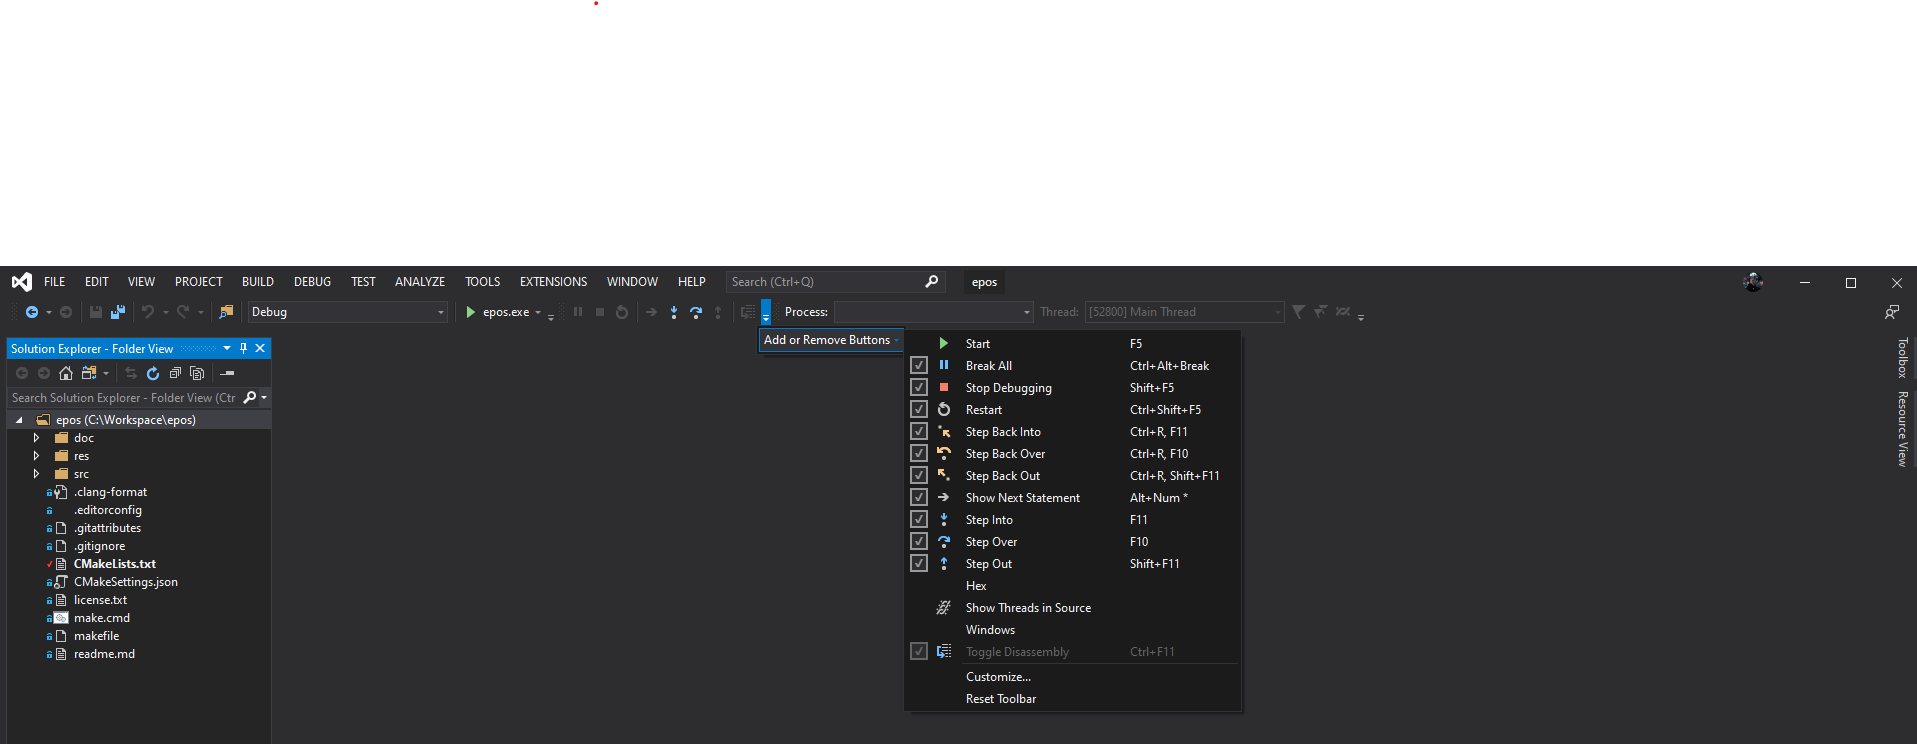 FILE EDIT VIEW PROJECT BUILD DEBUG TEST ANALYZE TOOLS EXTENSIONS WINDOW HELP Search (Ctrl+Q) epos
Debug epos.exe Process: Thread: [52800] Main Thread
Add or Remove Buttons
Solution Explorer - Folder View
Search Solution Explorer - Folder View (Ctr
epos (C:\Workspace\epos)
doc
res
src
.clang-format
.editorconfig
.gitattributes
.gitignore
CMakeLists.txt
CMakeSettings.json
license.txt
make.cmd
makefile
readme.md
Start F5
Break All Ctrl+Alt+Break
Stop Debugging Shift+F5
Restart Ctrl+Shift+F5
Step Back Into Ctrl+R, F11
Step Back Over Ctrl+R, F10
Step Back Out Ctrl+R, Shift+F11
Show Next Statement Alt+Num *
Step Into F11
Step Over F10
Step Out Shift+F11
Hex
Show Threads in Source
Windows
Toggle Disassembly Ctrl+F11
Customize...
Reset Toolbar
Toolbox
Resource View